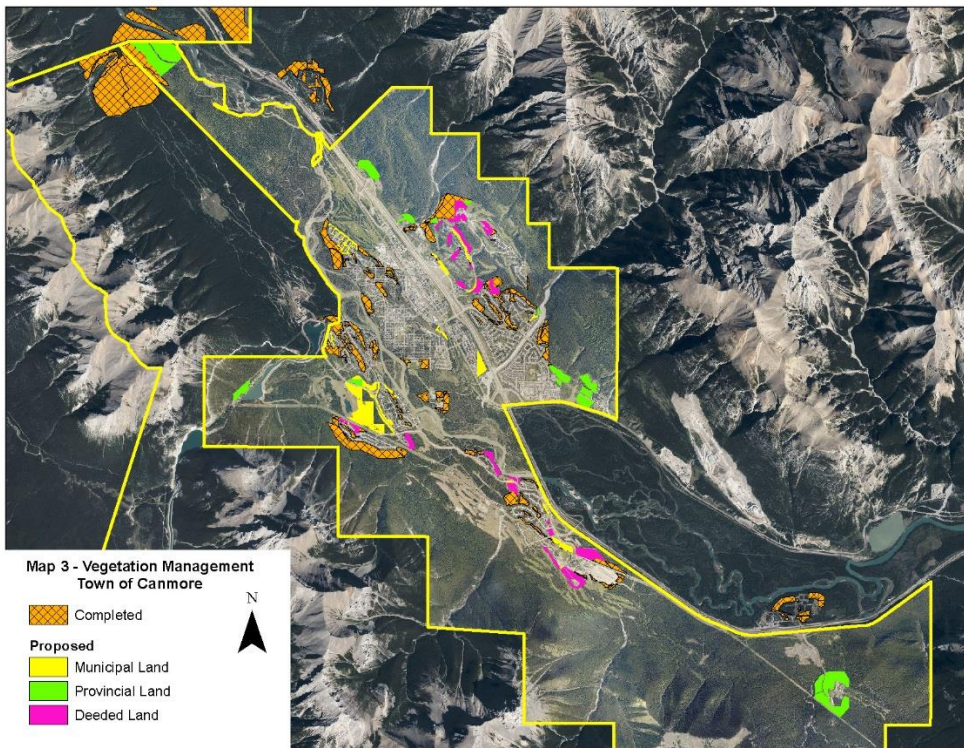 Map 3 - Vegetation Management
Town of Canmore
N
Completed
Proposed
Municipal Land
Provincial Land
Deeded Land